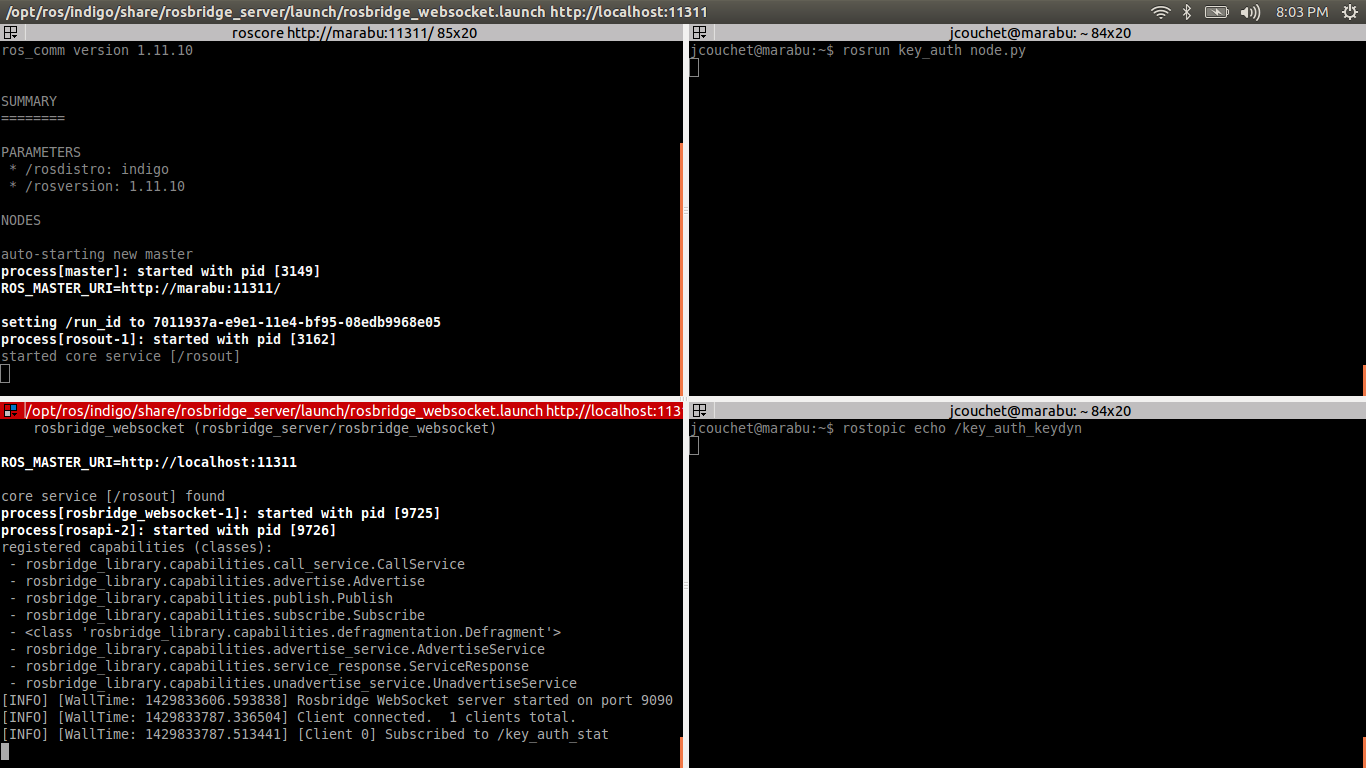 /opt/ros/indigo/share/rosbridge_server/launch/rosbridge_websocket.launch http://localhost:11311
8:03 PM
roscore http://marabu:11311/ 85x20
ros_comm version 1.11.10
SUMMARY
========
PARAMETERS
* /rosdistro: indigo
* /rosversion: 1.11.10
NODES
auto-starting new master
process[master]: started with pid [3149]
ROS_MASTER_URI=http://marabu:11311/
setting /run_id to 7011937a-e9e1-11e4-bf95-08edb9968e05
process[rosout-1]: started with pid [3162]
started core service [/rosout]
jcouchet@marabu: ~ 84x20
jcouchet@marabu:~$ rosrun key_auth node.py
/opt/ros/indigo/share/rosbridge_server/launch/rosbridge_websocket.launch http://localhost:1131
rosbridge_websocket (rosbridge_server/rosbridge_websocket)
ROS_MASTER_URI=http://localhost:11311
core service [/rosout] found
process[rosbridge_websocket-1]: started with pid [9725]
process[rosapi-2]: started with pid [9726]
registered capabilities (classes):
- rosbridge_library.capabilities.call_service.CallService
- rosbridge_library.capabilities.advertise.Advertise
- rosbridge_library.capabilities.publish.Publish
- rosbridge_library.capabilities.subscribe.Subscribe
- <class 'rosbridge_library.capabilities.defragmentation.Defragment'>
- rosbridge_library.capabilities.advertise_service.AdvertiseService
- rosbridge_library.capabilities.service_response.ServiceResponse
- rosbridge_library.capabilities.unadvertise_service.UnadvertiseService
[INFO] [WallTime: 1429833606.593838] Rosbridge WebSocket server started on port 9090
[INFO] [WallTime: 1429833787.336504] Client connected.  1 clients total.
[INFO] [WallTime: 1429833787.513441] [Client 0] Subscribed to /key_auth_stat
jcouchet@marabu: ~ 84x20
jcouchet@marabu:~$ rostopic echo /key_auth_keydyn